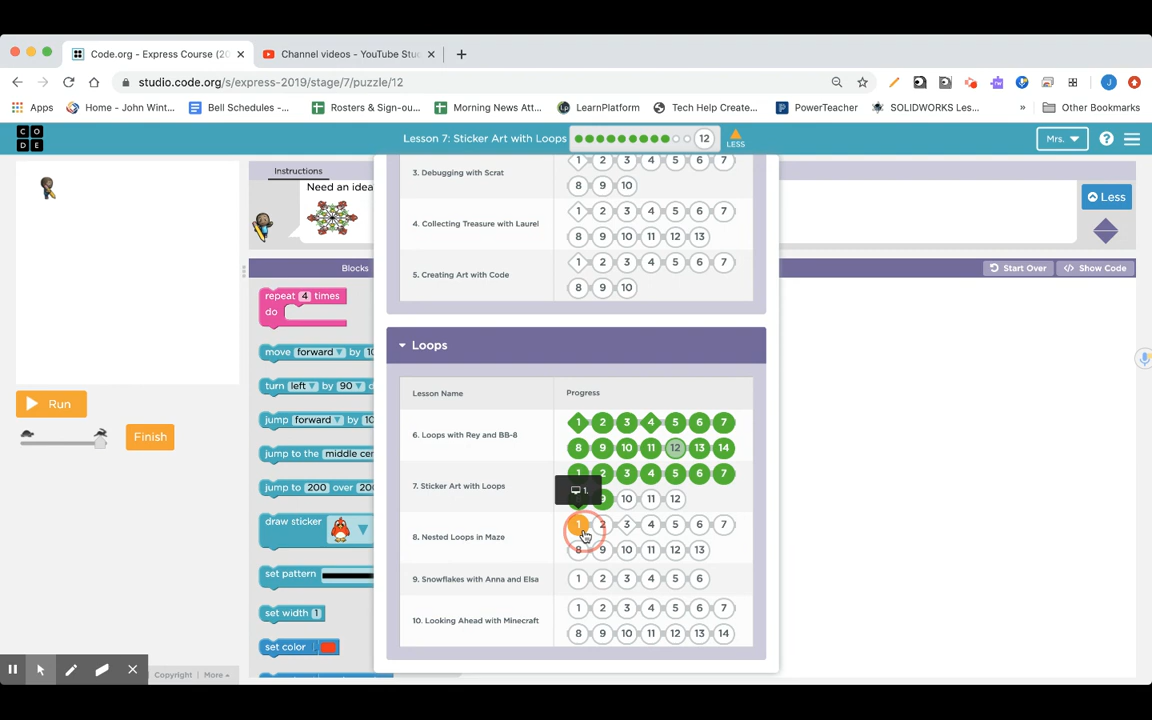 Code.org - Express Course (20
Channel videos - YouTube Stu
studio.code.org/s/express-2019/stage/7/puzzle/12
J
Apps
Home - John Wint...
Bell Schedules -...
Rosters & Sign-ou...
Morning News Att...
LearnPlatform
Tech Help Create...
PowerTeacher
SOLIDWORKS Les...
»
Other Bookmarks
C O
D E
Lesson 7: Sticker Art with Loops
12
LESS
Mrs.
?
Instructions
Need an idea
Less
Blocks
Start Over
</> Show Code
repeat 4 times
do
move forward by 10
turn left by 90 d
jump forward by 10
jump to the middle cen
jump to 200 over 200
draw sticker
set pattern
set width 1
set color
Run
Finish
3. Debugging with Scrat
1 2 3 4 5 6 7
8 9 10
4. Collecting Treasure with Laurel
1 2 3 4 5 6 7
8 9 10 11 12 13
5. Creating Art with Code
1 2 3 4 5 6 7
8 9 10
Loops
Lesson Name
Progress
6. Loops with Rey and BB-8
1 2 3 4 5 6 7
8 9 10 11 12 13 14
7. Sticker Art with Loops
1 2 3 4 5 6 7
9 10 11 12
1.
8. Nested Loops in Maze
1 2 3 4 5 6 7
8 9 10 11 12 13
9. Snowflakes with Anna and Elsa
1 2 3 4 5 6
10. Looking Ahead with Minecraft
1 2 3 4 5 6 7
8 9 10 11 12 13 14
Copyright
More